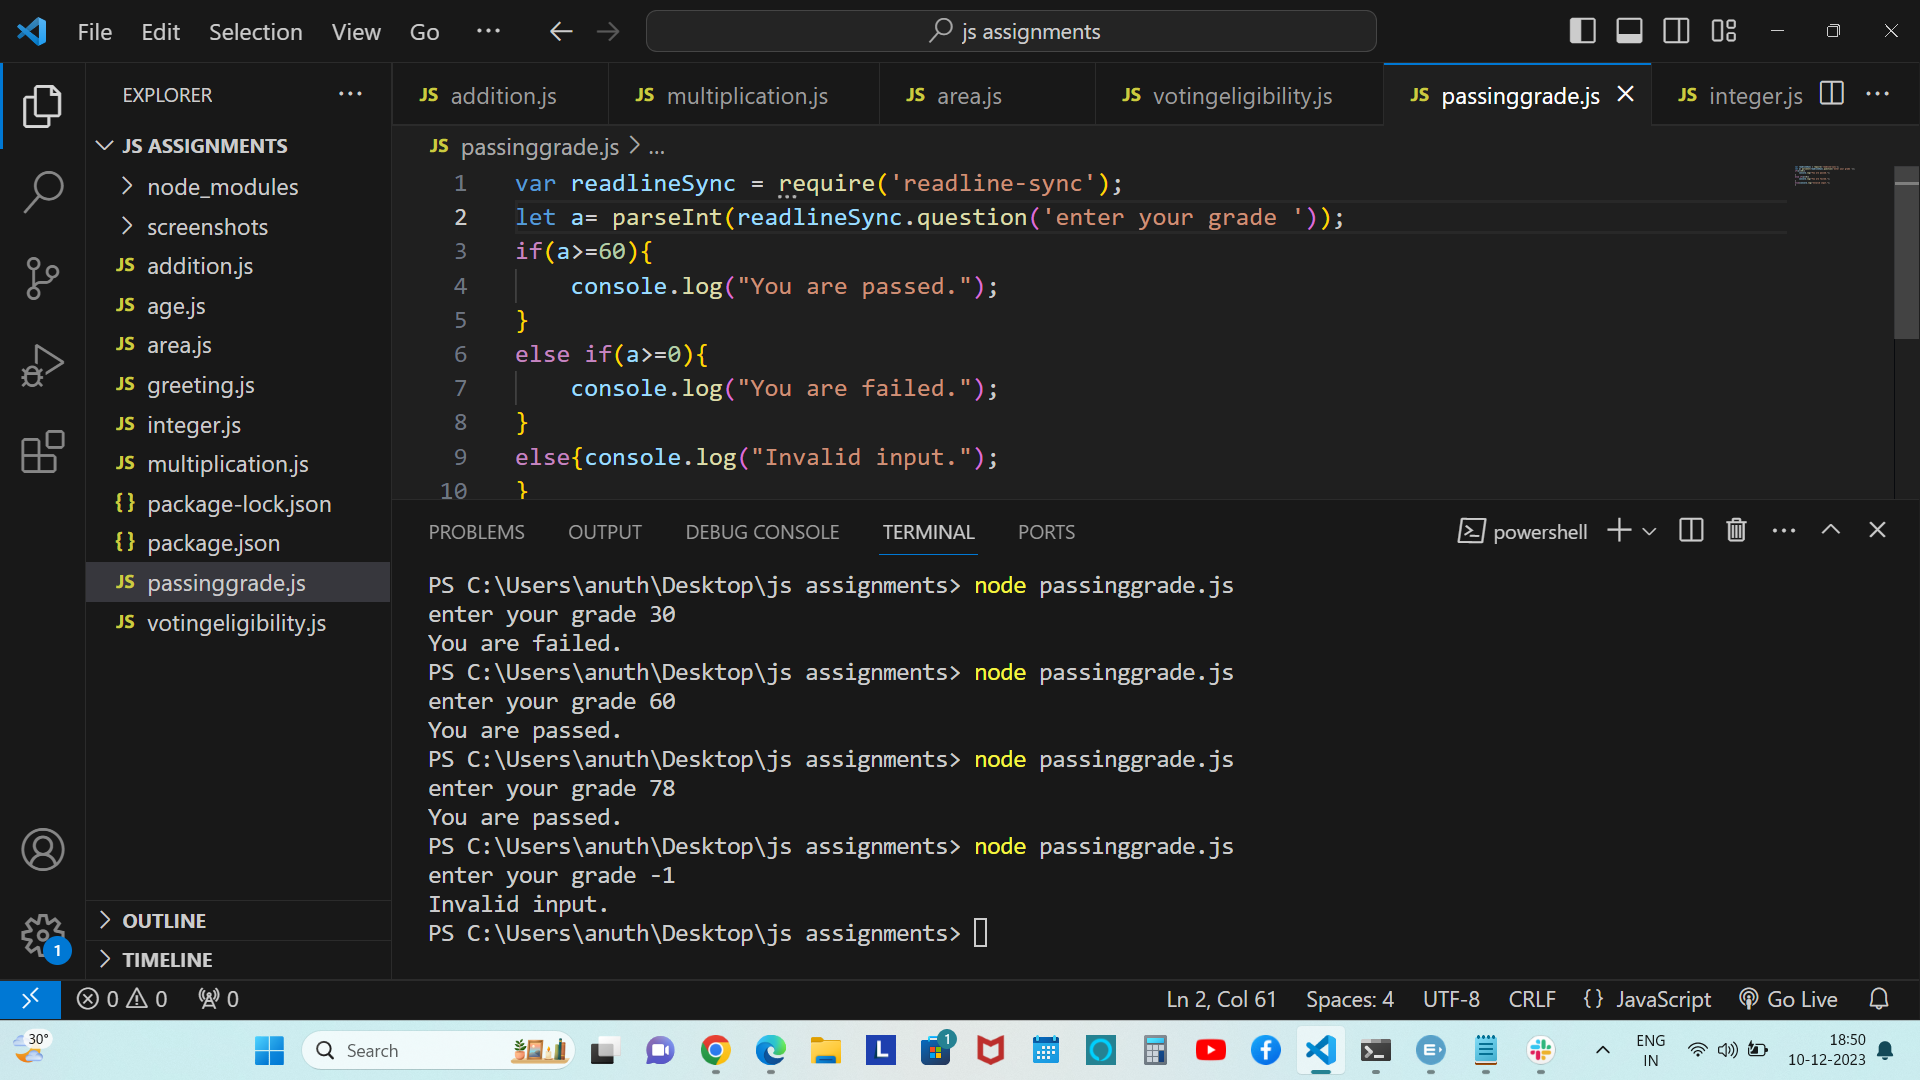 File Edit Selection View Go ··· js assignments
EXPLORER ···
JS ASSIGNMENTS
node_modules
screenshots
JS addition.js
JS age.js
JS area.js
JS greeting.js
JS integer.js
JS multiplication.js
{} package-lock.json
{} package.json
JS passinggrade.js
JS votingeligibility.js
OUTLINE
TIMELINE
1
JS addition.js JS multiplication.js JS area.js JS votingeligibility.js JS passinggrade.js JS integer.js ···
JS passinggrade.js > ...
1 var readlineSync = require('readline-sync');
2 let a= parseInt(readlineSync.question('enter your grade '));
3 if(a>=60){
4 console.log("You are passed.");
5 }
6 else if(a>=0){
7 console.log("You are failed.");
8 }
9 else{console.log("Invalid input.");
10 }
PROBLEMS OUTPUT DEBUG CONSOLE TERMINAL PORTS powershell ···
PS C:\Users\anuth\Desktop\js assignments> node passinggrade.js
enter your grade 30
You are failed.
PS C:\Users\anuth\Desktop\js assignments> node passinggrade.js
enter your grade 60
You are passed.
PS C:\Users\anuth\Desktop\js assignments> node passinggrade.js
enter your grade 78
You are passed.
PS C:\Users\anuth\Desktop\js assignments> node passinggrade.js
enter your grade -1
Invalid input.
PS C:\Users\anuth\Desktop\js assignments>
0 0 0 Ln 2, Col 61 Spaces: 4 UTF-8 CRLF {} JavaScript Go Live
30° Search L 1 E ENG 18:50
IN 10-12-2023